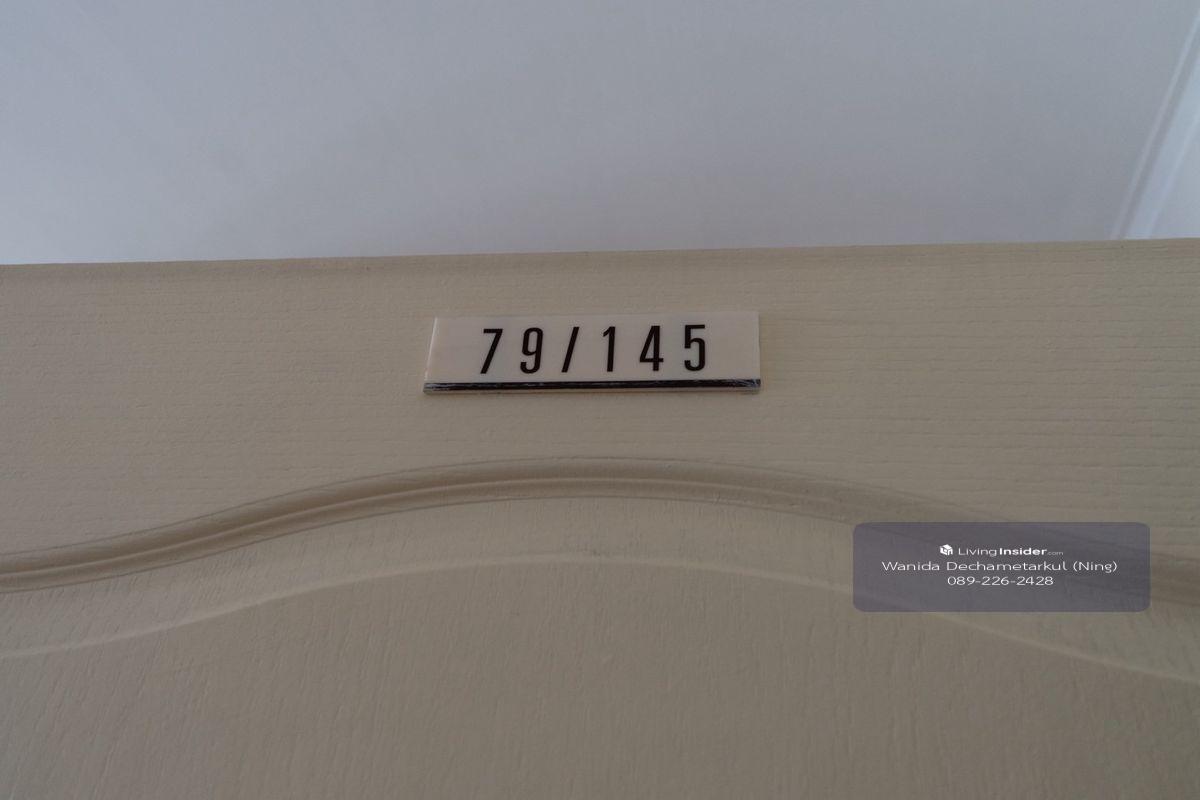 79/145
LivingInsider.com
Wanida Dechametarkul (Ning)
089-226-2428